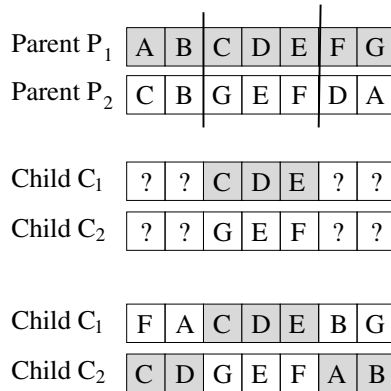 Parent P1 A B C D E F G
Parent P2 C B G E F D A
Child C1 ? ? C D E ? ?
Child C2 ? ? G E F ? ?
Child C1 F A C D E B G
Child C2 C D G E F A B